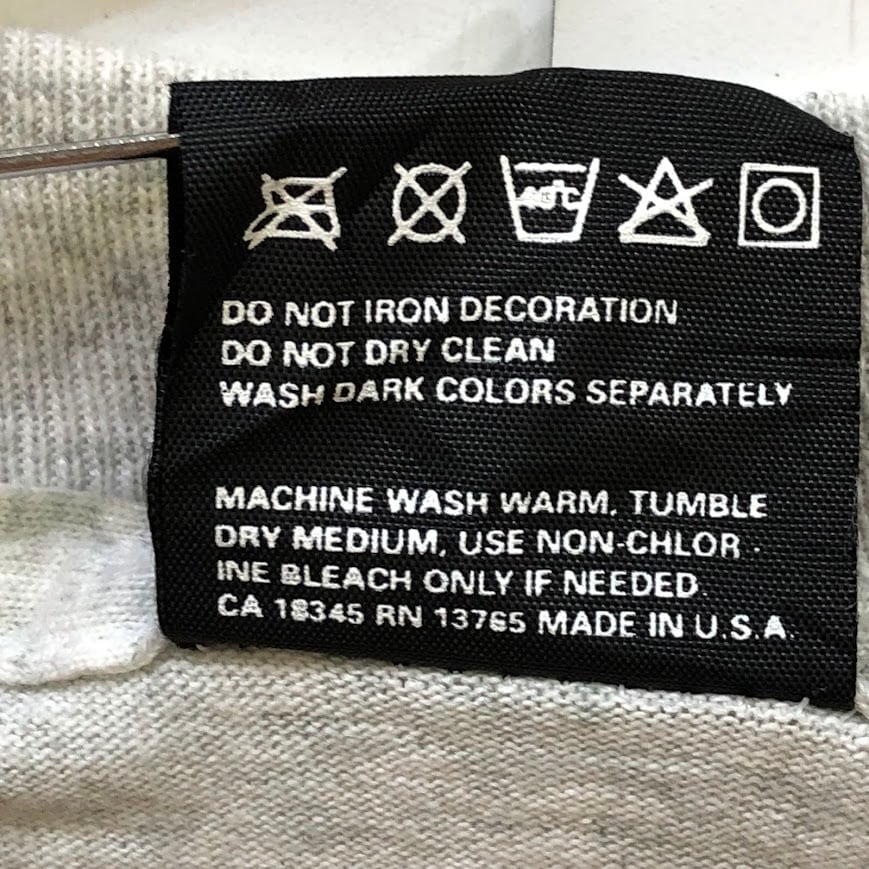 40°C
DO NOT IRON DECORATION
DO NOT DRY CLEAN
WASH DARK COLORS SEPARATELY
MACHINE WASH WARM, TUMBLE
DRY MEDIUM, USE NON-CHLOR-
INE BLEACH ONLY IF NEEDED.
CA 18345 RN 13765 MADE IN U.S.A.